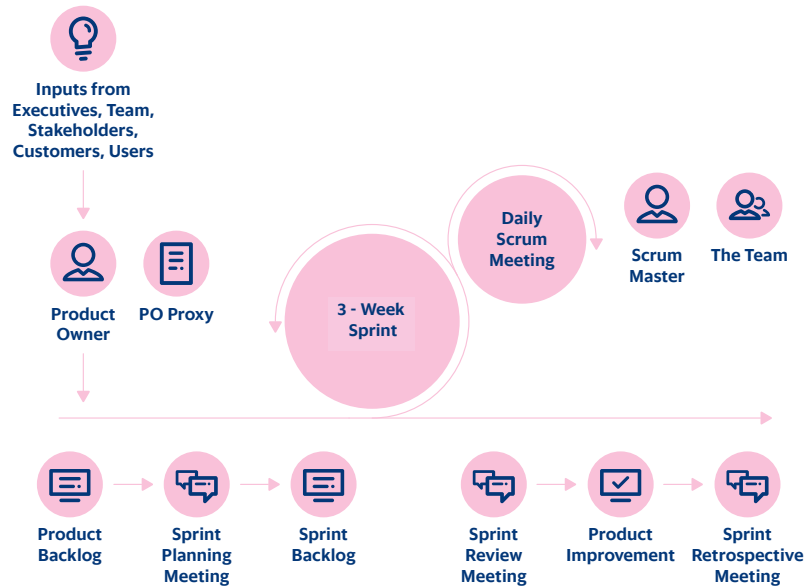 Inputs from
Executives, Team,
Stakeholders,
Customers, Users
Product
Owner
PO Proxy
3 - Week
Sprint
Daily
Scrum
Meeting
Scrum
Master
The Team
Product
Backlog
Sprint
Planning
Meeting
Sprint
Backlog
Sprint
Review
Meeting
Product
Improvement
Sprint
Retrospective
Meeting